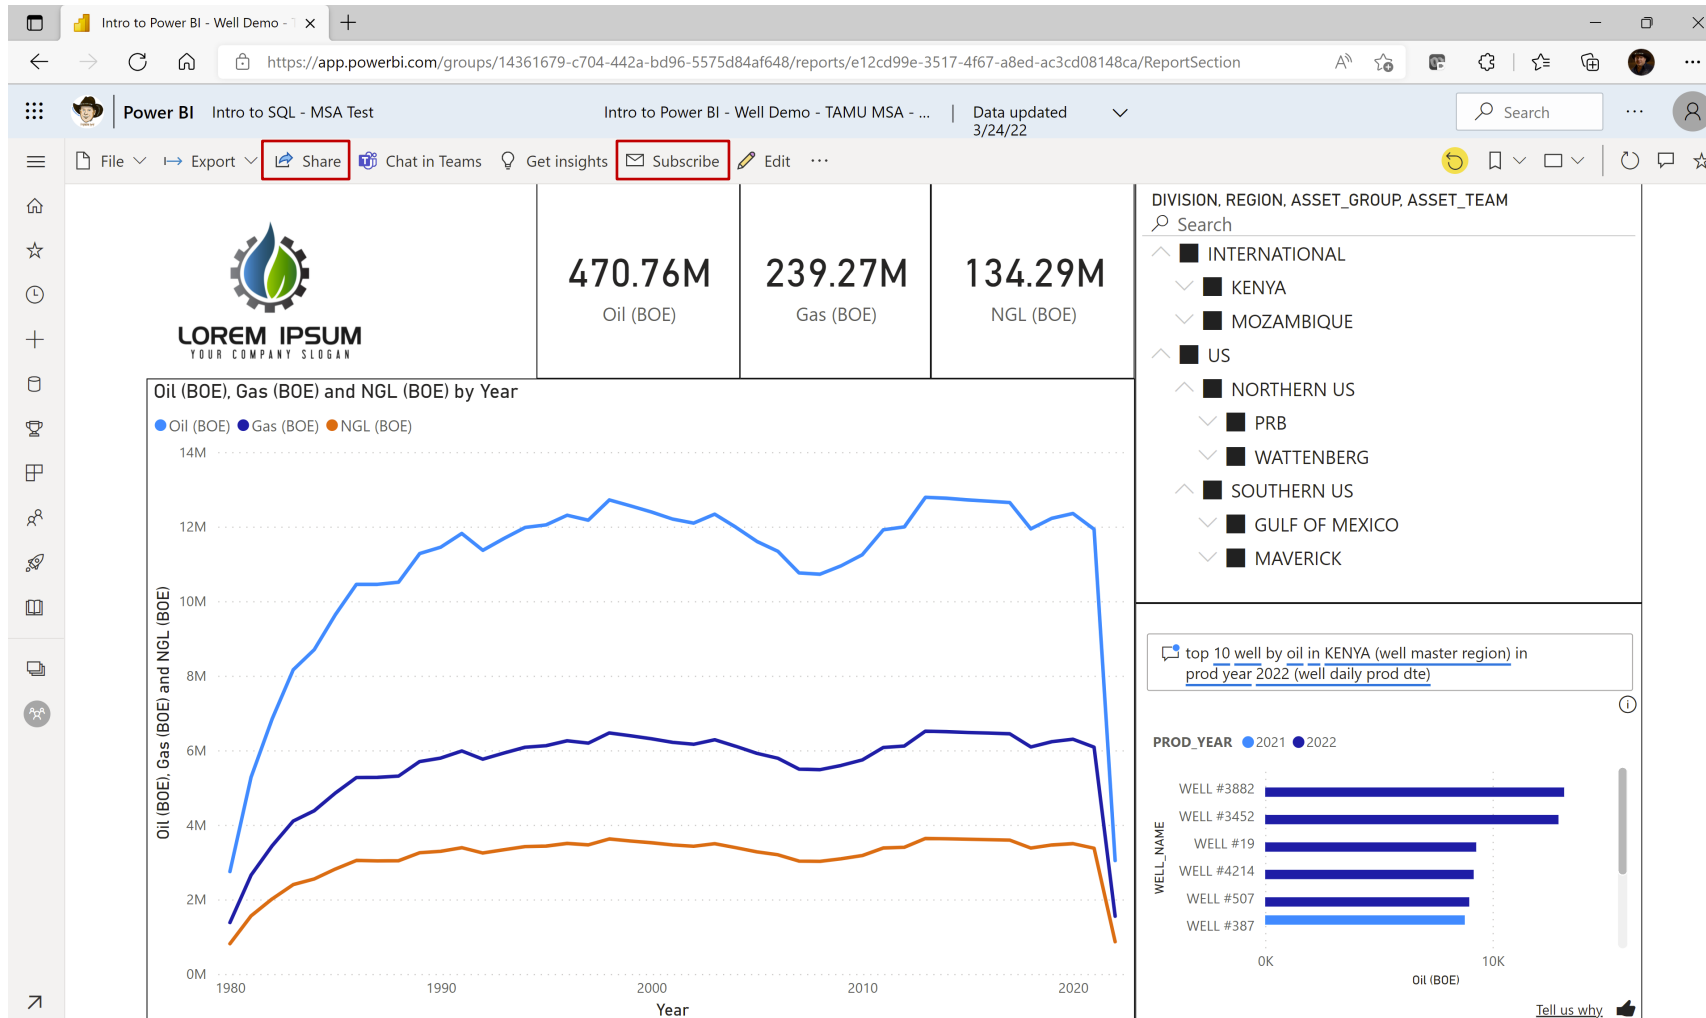 Intro to Power BI - Well Demo - T
https://app.powerbi.com/groups/14361679-c704-442a-bd96-5575d84af648/reports/e12cd99e-3517-4f67-a8ed-ac3cd08148ca/ReportSection
Power BI Intro to SQL - MSA Test Intro to Power BI - Well Demo - TAMU MSA - ... | Data updated
3/24/22
Search
File Export Share Chat in Teams Get insights Subscribe Edit
LOREM IPSUM
YOUR COMPANY SLOGAN
470.76M
Oil (BOE)
239.27M
Gas (BOE)
134.29M
NGL (BOE)
DIVISION, REGION, ASSET_GROUP, ASSET_TEAM
Search
INTERNATIONAL
KENYA
MOZAMBIQUE
US
NORTHERN US
PRB
WATTENBERG
SOUTHERN US
GULF OF MEXICO
MAVERICK
Oil (BOE), Gas (BOE) and NGL (BOE) by Year
Oil (BOE) Gas (BOE) NGL (BOE)
Oil (BOE), Gas (BOE) and NGL (BOE)
14M
12M
10M
8M
6M
4M
2M
0M
1980 1990 2000 2010 2020
Year
top 10 well by oil in KENYA (well master region) in
prod year 2022 (well daily prod dte)
PROD_YEAR 2021 2022
WELL_NAME
WELL #3882
WELL #3452
WELL #19
WELL #4214
WELL #507
WELL #387
0K 10K
Oil (BOE)
Tell us why